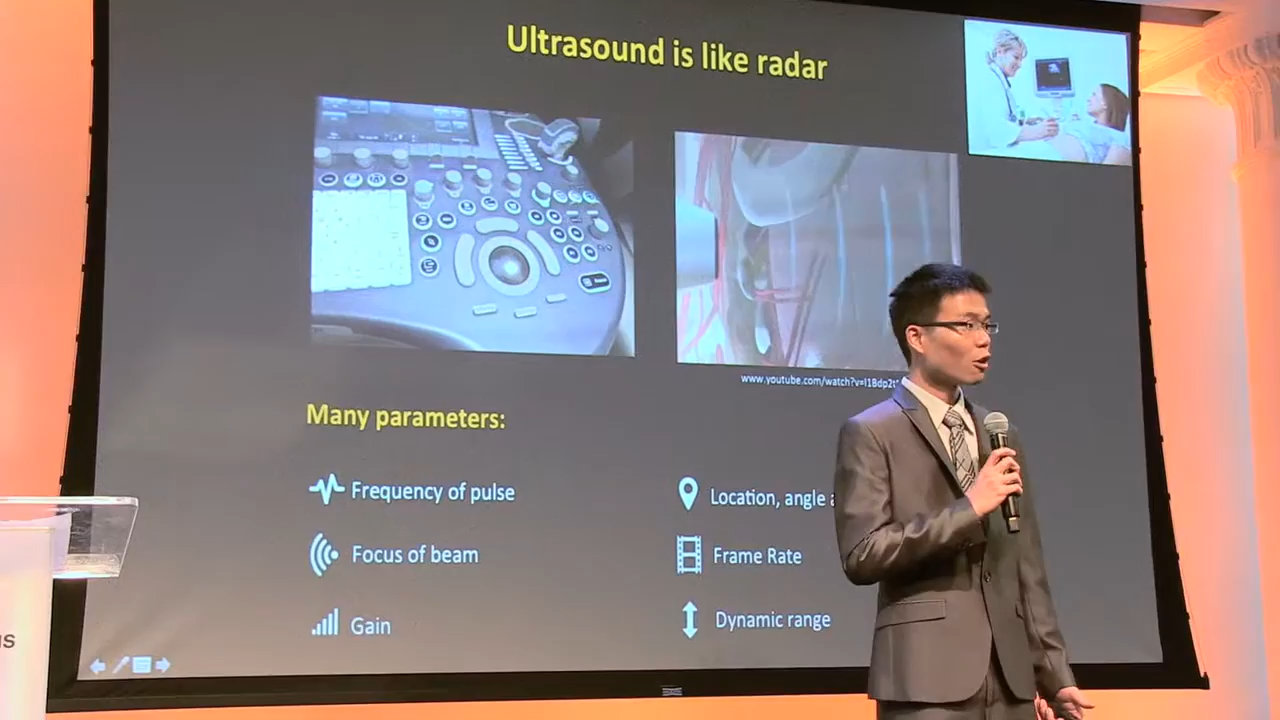 Ultrasound is like radar
www.youtube.com/watch?v=I1Bdp2t
Many parameters:
Frequency of pulse
Location, angle
Focus of beam
Frame Rate
Gain
Dynamic range